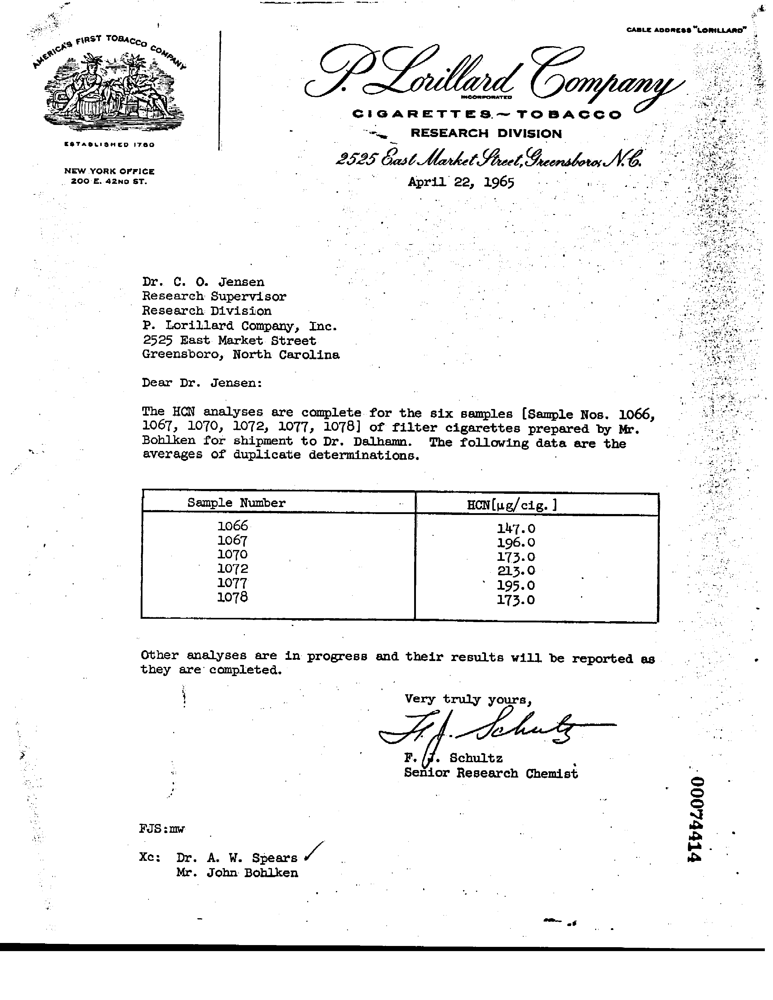 CABLE ADDRESS "LORILLARD"
AMERICA'S FIRST TOBACCO COMPANY
ESTABLISHED 1760
NEW YORK OFFICE
200 E. 42ND ST.
P. Lorillard Company
INCORPORATED
CIGARETTES ~ TOBACCO
RESEARCH DIVISION
2525 East Market Street, Greensboro, N.C.
April 22, 1965
Dr. C. O. Jensen
Research Supervisor
Research Division
P. Lorillard Company, Inc.
2525 East Market Street
Greensboro, North Carolina
Dear Dr. Jensen:
The HCN analyses are complete for the six samples [Sample Nos. 1066,
1067, 1070, 1072, 1077, 1078] of filter cigarettes prepared by Mr.
Bohlken for shipment to Dr. Dalhamn. The following data are the
averages of duplicate determinations.
Sample Number HCN[μg/cig.]
1066 147.0
1067 196.0
1070 173.0
1072 213.0
1077 195.0
1078 173.0
Other analyses are in progress and their results will be reported as
they are completed.
Very truly yours,
F. J. Schultz
F. J. Schultz
Senior Research Chemist
FJS:mw
Xc: Dr. A. W. Spears
Mr. John Bohlken
00074414